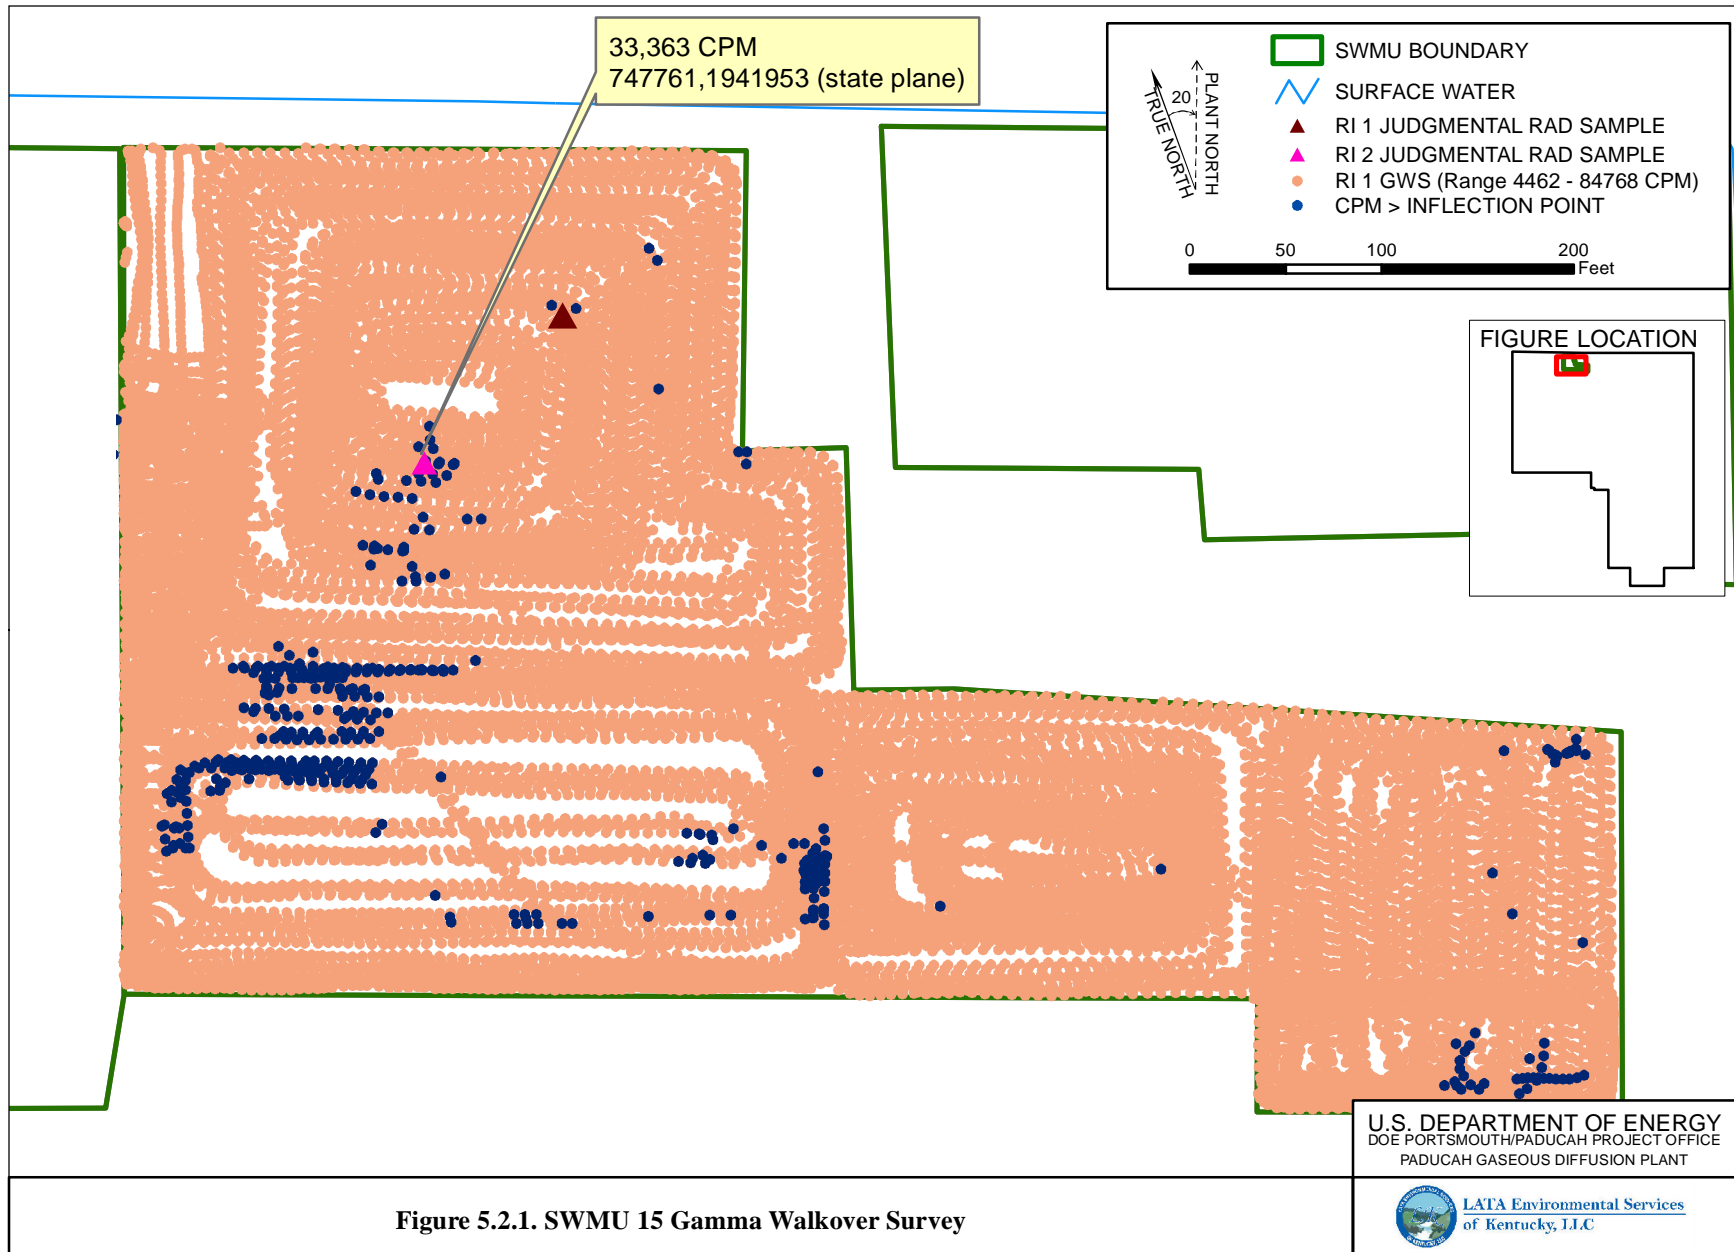 33,363 CPM
747761,1941953 (state plane)
TRUE NORTH
20
PLANT NORTH
SWMU BOUNDARY
SURFACE WATER
RI 1 JUDGMENTAL RAD SAMPLE
RI 2 JUDGMENTAL RAD SAMPLE
RI 1 GWS (Range 4462 - 84768 CPM)
CPM > INFLECTION POINT
0 50 100 200
Feet
FIGURE LOCATION
U.S. DEPARTMENT OF ENERGY
DOE PORTSMOUTH/PADUCAH PROJECT OFFICE
PADUCAH GASEOUS DIFFUSION PLANT
Figure 5.2.1. SWMU 15 Gamma Walkover Survey
LATA Environmental Services
of Kentucky, LLC